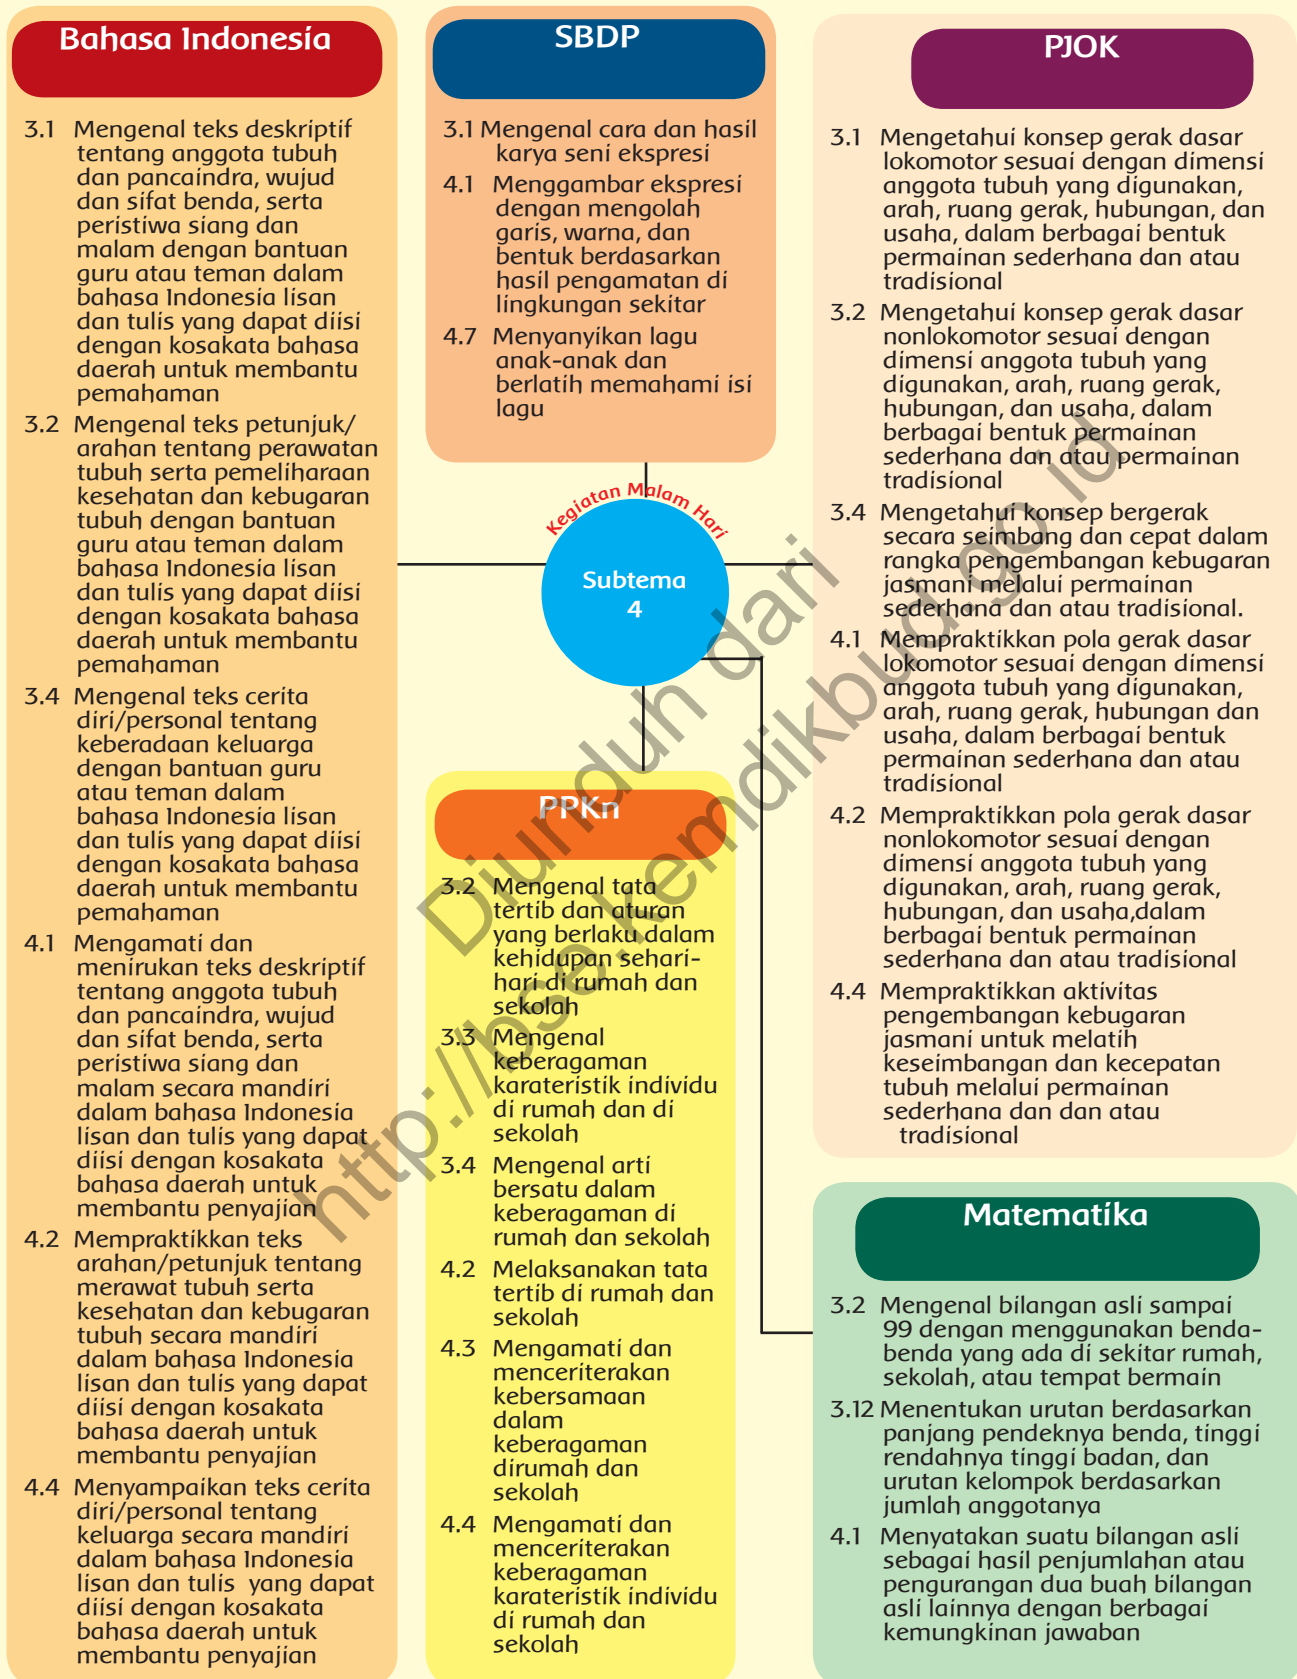 Bahasa Indonesia
3.1 Mengenal teks deskriptif
tentang anggota tubuh
dan pancaindra, wujud
dan sifat benda, serta
peristiwa siang dan
malam dengan bantuan
guru atau teman dalam
bahasa Indonesia lisan
dan tulis yang dapat diisi
dengan kosakata bahasa
daerah untuk membantu
pemahaman
3.2 Mengenal teks petunjuk/
arahan tentang perawatan
tubuh serta pemeliharaan
kesehatan dan kebugaran
tubuh dengan bantuan
guru atau teman dalam
bahasa Indonesia lisan
dan tulis yang dapat diisi
dengan kosakata bahasa
daerah untuk membantu
pemahaman
3.4 Mengenal teks cerita
diri/personal tentang
keberadaan keluarga
dengan bantuan guru
atau teman dalam
bahasa Indonesia lisan
dan tulis yang dapat diisi
dengan kosakata bahasa
daerah untuk membantu
pemahaman
4.1 Mengamati dan
menirukan teks deskriptif
tentang anggota tubuh
dan pancaindra, wujud
dan sifat benda, serta
peristiwa siang dan
malam secara mandiri
dalam bahasa Indonesia
lisan dan tulis yang dapat
diisi dengan kosakata
bahasa daerah untuk
membantu penyajian
4.2 Mempraktikkan teks
arahan/petunjuk tentang
merawat tubuh serta
kesehatan dan kebugaran
tubuh secara mandiri
dalam bahasa Indonesia
lisan dan tulis yang dapat
diisi dengan kosakata
bahasa daerah untuk
membantu penyajian
4.4 Menyampaikan teks cerita
diri/personal tentang
keluarga secara mandiri
dalam bahasa Indonesia
lisan dan tulis yang dapat
diisi dengan kosakata
bahasa daerah untuk
membantu penyajian
SBDP
3.1 Mengenal cara dan hasil
karya seni ekspresi
4.1 Menggambar ekspresi
dengan mengolah
garis, warna, dan
bentuk berdasarkan
hasil pengamatan di
lingkungan sekitar
4.7 Menyanyikan lagu
anak-anak dan
berlatih memahami isi
lagu
Kegiatan Malam Hari
Subtema
4
PPKn
3.2 Mengenal tata
tertib dan aturan
yang berlaku dalam
kehidupan sehari-
hari di rumah dan
sekolah
3.3 Mengenal
keberagaman
karateristik individu
di rumah dan di
sekolah
3.4 Mengenal arti
bersatu dalam
keberagaman di
rumah dan sekolah
4.2 Melaksanakan tata
tertib di rumah dan
sekolah
4.3 Mengamati dan
menceriterakan
kebersamaan
dalam
keberagaman
dirumah dan
sekolah
4.4 Mengamati dan
menceriterakan
keberagaman
karateristik individu
di rumah dan
sekolah
PJOK
3.1 Mengetahui konsep gerak dasar
lokomotor sesuai dengan dimensi
anggota tubuh yang digunakan,
arah, ruang gerak, hubungan, dan
usaha, dalam berbagai bentuk
permainan sederhana dan atau
tradisional
3.2 Mengetahui konsep gerak dasar
nonlokomotor sesuai dengan
dimensi anggota tubuh yang
digunakan, arah, ruang gerak,
hubungan, dan usaha, dalam
berbagai bentuk permainan
sederhana dan atau permainan
tradisional
3.4 Mengetahui konsep bergerak
secara seimbang dan cepat dalam
rangka pengembangan kebugaran
jasmani melalui permainan
sederhana dan atau tradisional.
4.1 Mempraktikkan pola gerak dasar
lokomotor sesuai dengan dimensi
anggota tubuh yang digunakan,
arah, ruang gerak, hubungan dan
usaha, dalam berbagai bentuk
permainan sederhana dan atau
tradisional
4.2 Mempraktikkan pola gerak dasar
nonlokomotor sesuai dengan
dimensi anggota tubuh yang
digunakan, arah, ruang gerak,
hubungan, dan usaha,dalam
berbagai bentuk permainan
sederhana dan atau tradisional
4.4 Mempraktikkan aktivitas
pengembangan kebugaran
jasmani untuk melatih
keseimbangan dan kecepatan
tubuh melalui permainan
sederhana dan dan atau
tradisional
Matematika
3.2 Mengenal bilangan asli sampai
99 dengan menggunakan benda-
benda yang ada di sekitar rumah,
sekolah, atau tempat bermain
3.12 Menentukan urutan berdasarkan
panjang pendeknya benda, tinggi
rendahnya tinggi badan, dan
urutan kelompok berdasarkan
jumlah anggotanya
4.1 Menyatakan suatu bilangan asli
sebagai hasil penjumlahan atau
pengurangan dua buah bilangan
asli lainnya dengan berbagai
kemungkinan jawaban
Diunduh dari
http://bse.kemdikbud.go.id